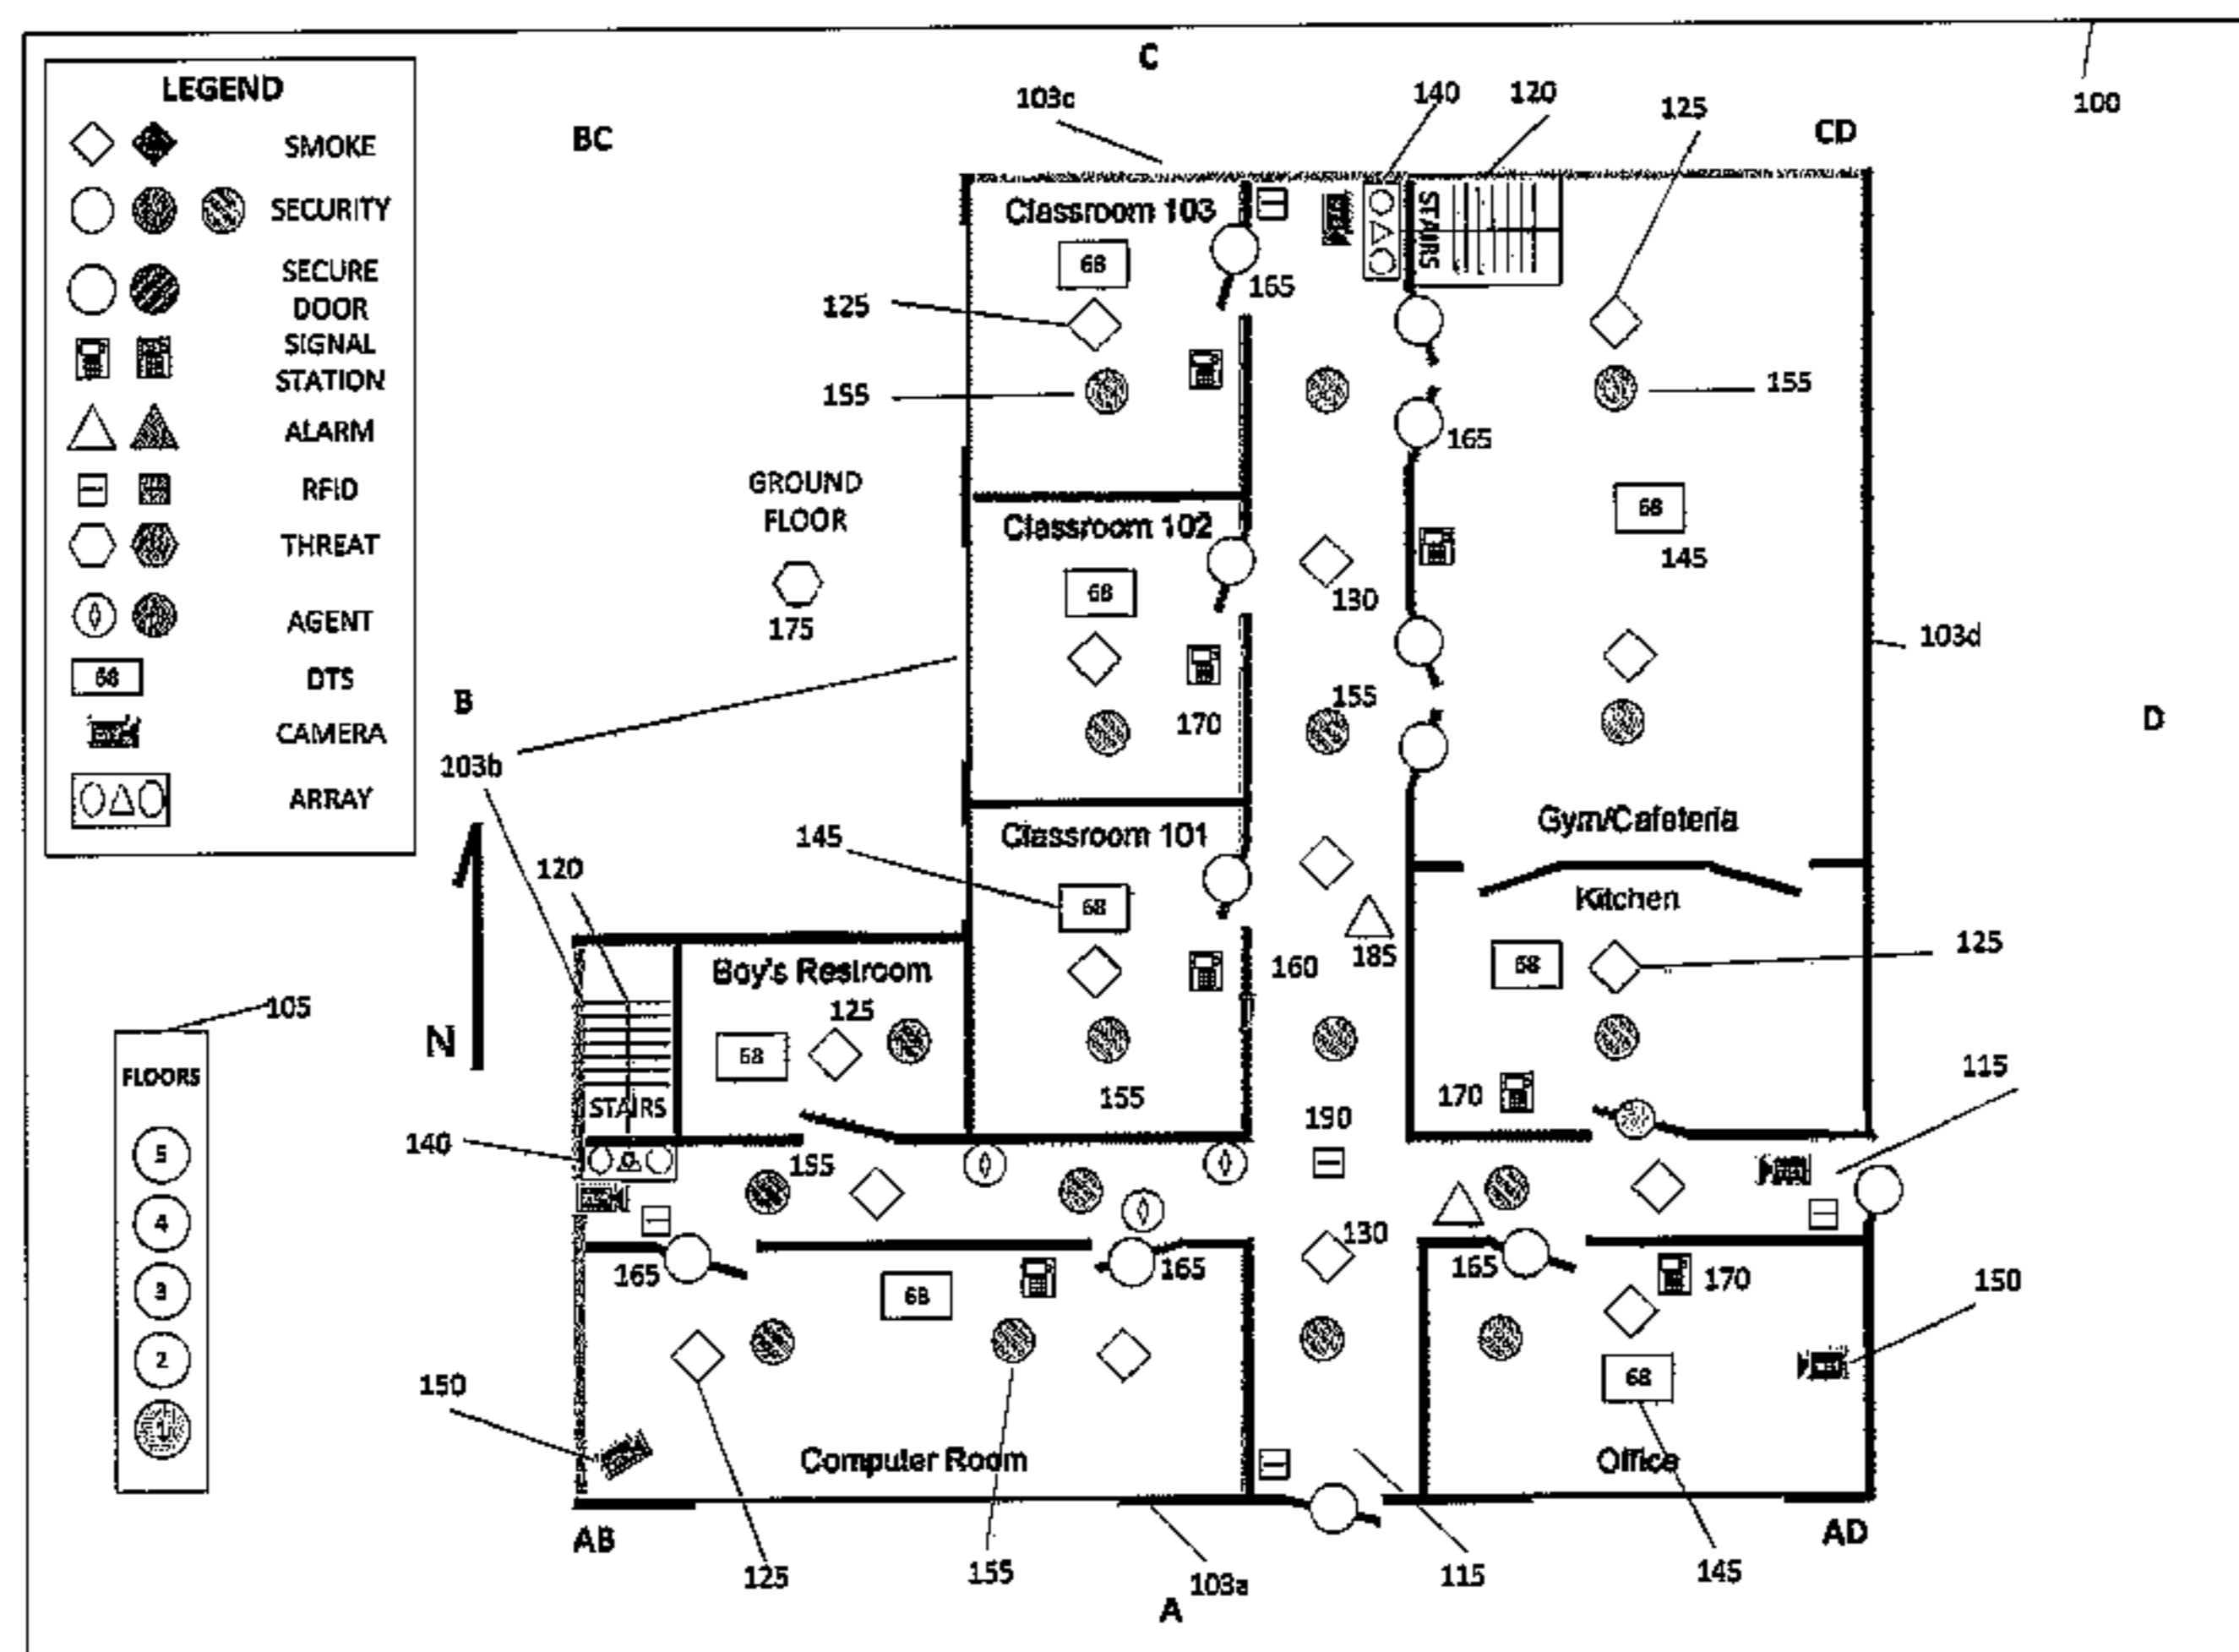 LEGEND
SMOKE
SECURITY
SECURE
DOOR
SIGNAL
STATION
ALARM
RFID
THREAT
AGENT
68 DTS
CAMERA
ARRAY
C
100
BC
CD
103c
140
120
125
Classroom 103
STAIRS
68
165
125
155
155
165
GROUND
FLOOR
175
Classroom 102
68
130
68
145
103d
B
D
103b
155
170
Gym/Cafeteria
145
Classroom 101
68
120
185
160
Kitchen
68
125
Boy's Restroom
125
68
N
105
STAIRS
155
190
170
115
140
195
FLOORS
5
4
3
2
1
165
165
130
165
170
68
150
150
68
Computer Room
Office
AB
AD
125
155
103a
115
145
A